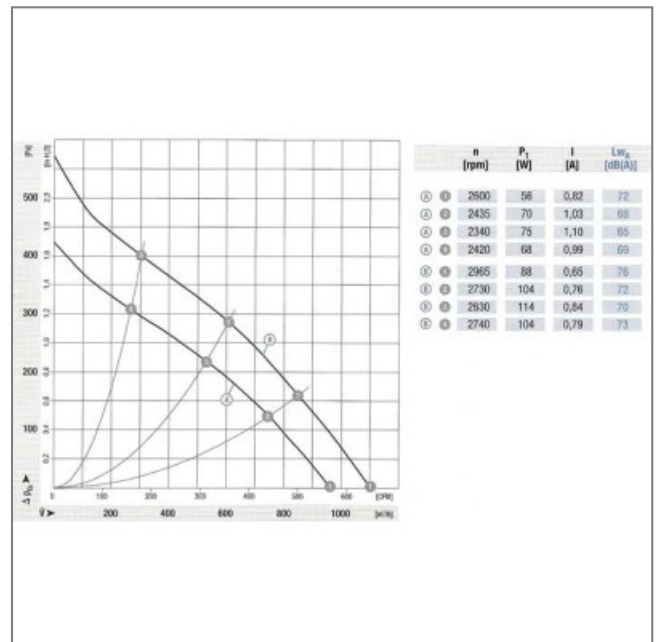 n P₁ I LwA
[rpm] [W] [A] [dB(A)]
A 1 2600 56 0,82 72
A 2 2435 70 1,03 68
A 3 2340 75 1,10 65
A 4 2420 68 0,99 69
B 1 2965 88 0,65 76
B 2 2730 104 0,76 72
B 3 2630 114 0,84 70
B 4 2740 104 0,79 73
[Pa] [in H₂O]
500 2,0
1,8
400 1,6
300 1,2
1,0
200 0,8
0,6
100 0,4
0,2
B
A
0 100 200 300 400 500 600 [CFM]
200 400 600 800 1000 [m³/h]